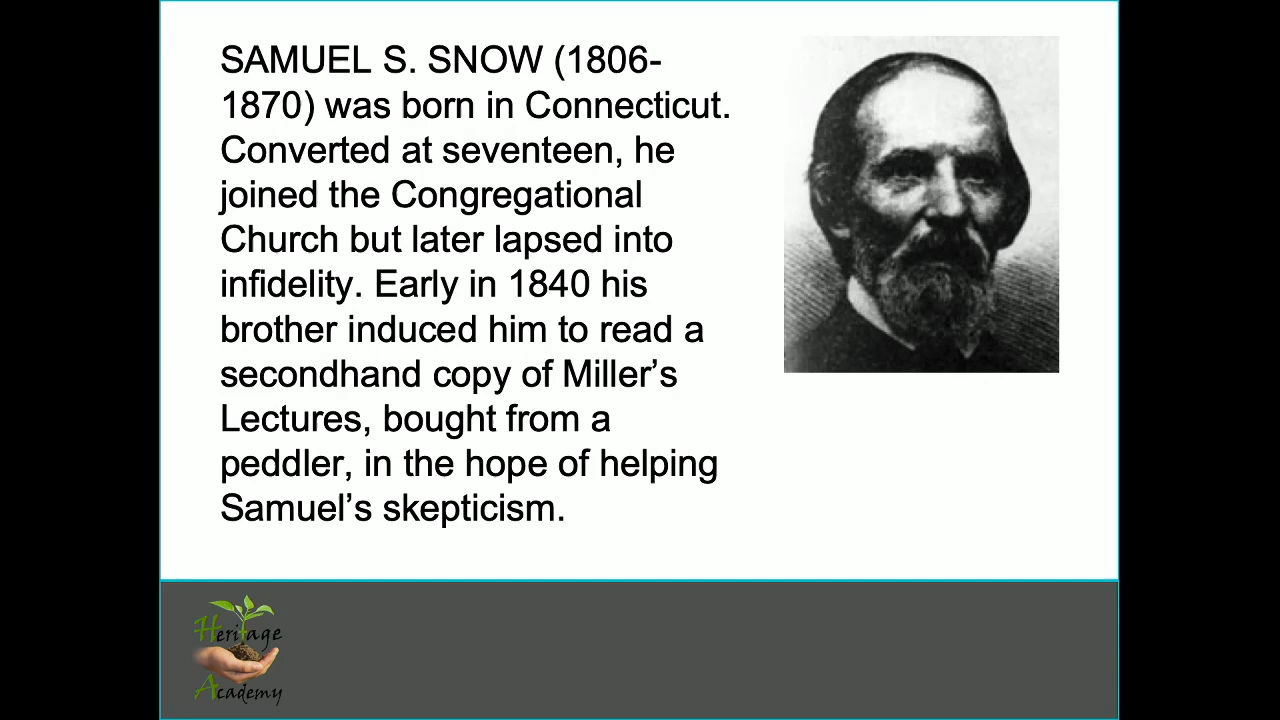 SAMUEL S. SNOW (1806-
1870) was born in Connecticut.
Converted at seventeen, he
joined the Congregational
Church but later lapsed into
infidelity. Early in 1840 his
brother induced him to read a
secondhand copy of Miller’s
Lectures, bought from a
peddler, in the hope of helping
Samuel’s skepticism.
Heritage
Academy